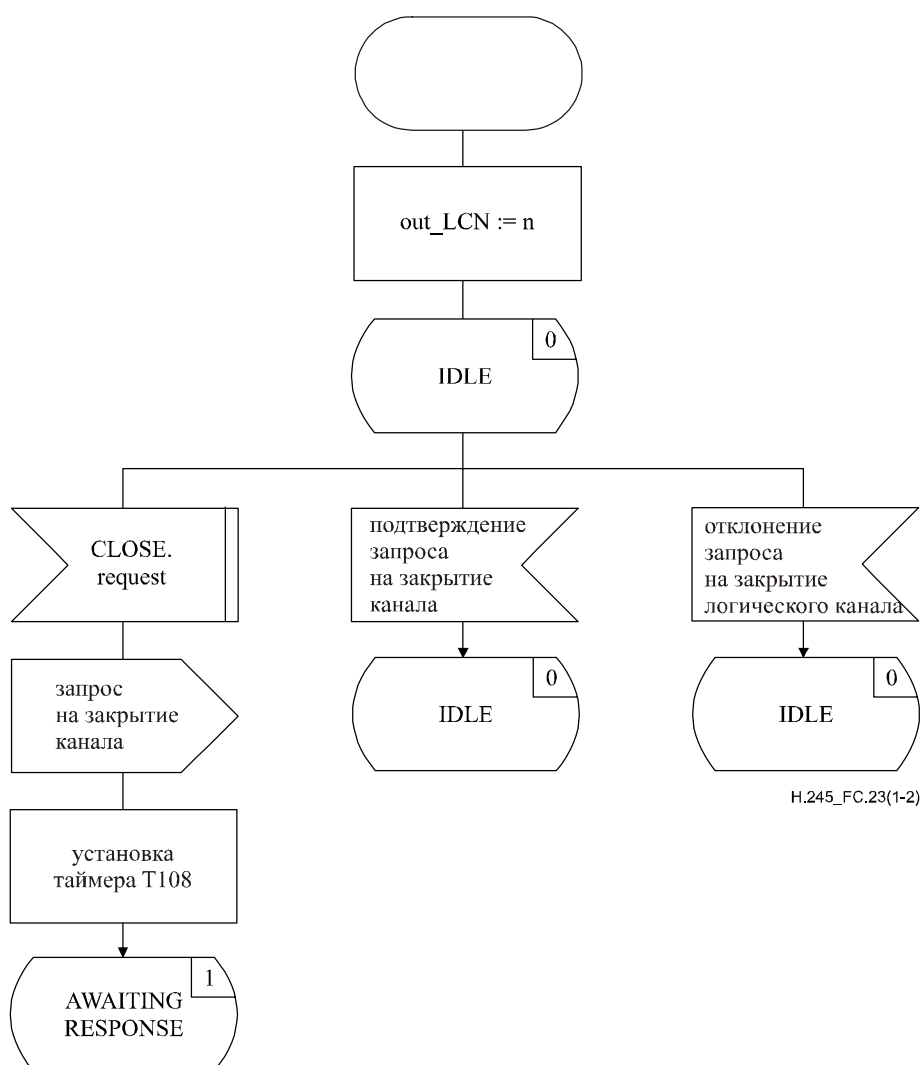 out_LCN := n
0
IDLE
CLOSE.
request
подтверждение
запроса
на закрытие
канала
отклонение
запроса
на закрытие
логического канала
запрос
на закрытие
канала
0
IDLE
0
IDLE
H.245_FC.23(1-2)
установка
таймера T108
1
AWAITING
RESPONSE